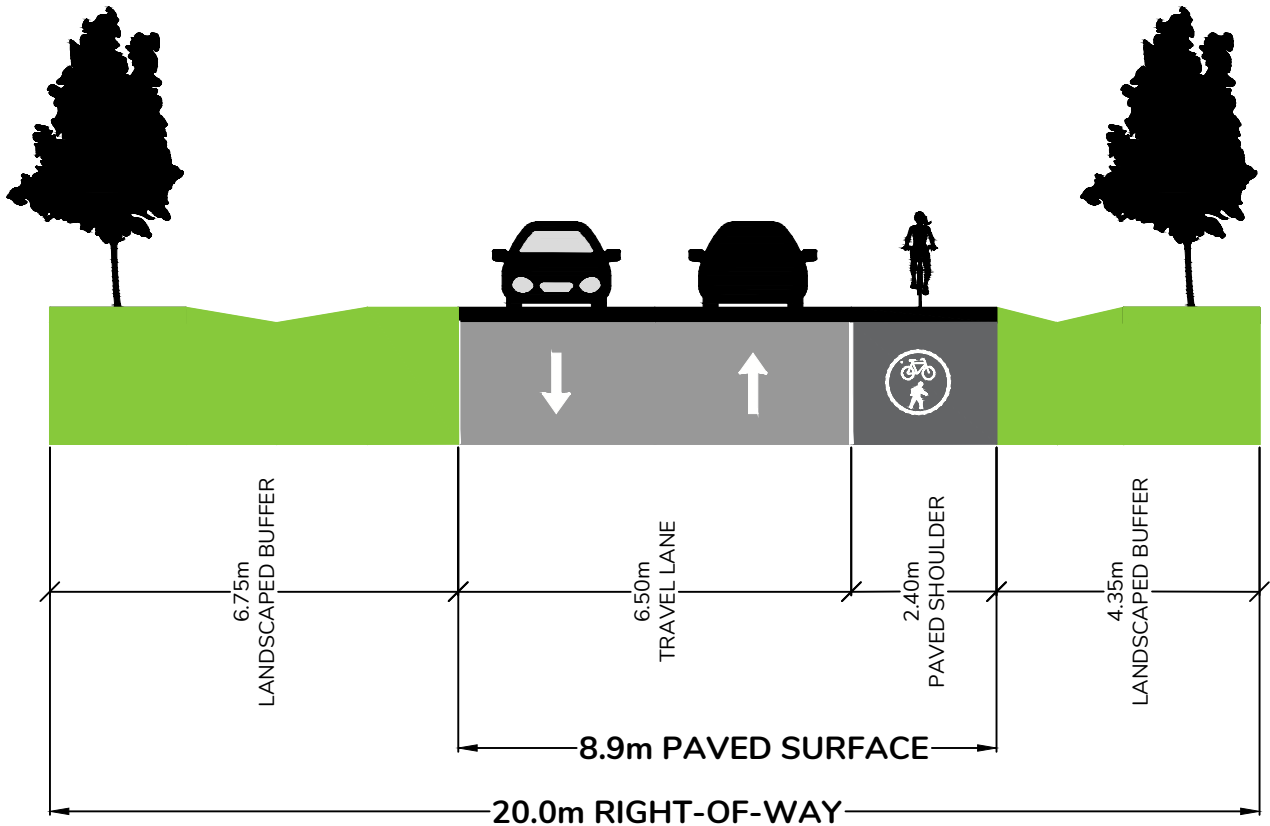 6.75m
LANDSCAPED BUFFER
6.50m
TRAVEL LANE
2.40m
PAVED SHOULDER
4.35m
LANDSCAPED BUFFER
8.9m PAVED SURFACE
20.0m RIGHT-OF-WAY